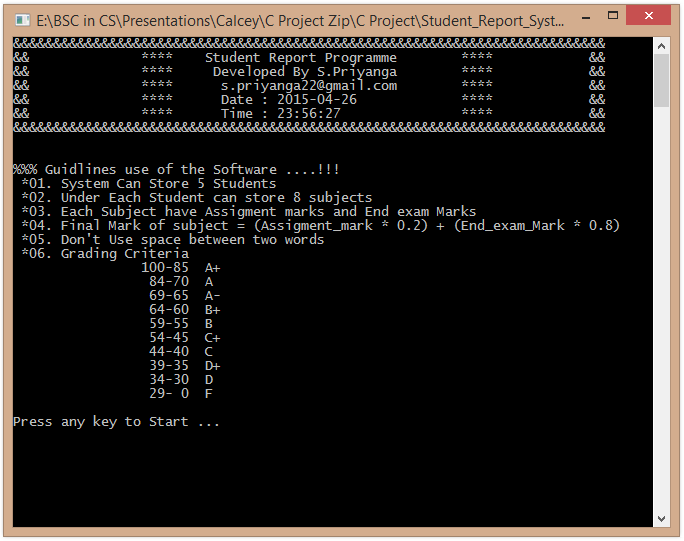 E:\BSC in CS\Presentations\Calcey\C Project Zip\C Project\Student_Report_Syst...
&&&&&&&&&&&&&&&&&&&&&&&&&&&&&&&&&&&&&&&&&&&&&&&&&&&&&&&&&&&&&&&&&&&&&&&&&&
&&              ****    Student Report Programme        ****            &&
&&              ****     Developed By S.Priyanga        ****            &&
&&              ****      s.priyanga22@gmail.com        ****            &&
&&              ****      Date : 2015-04-26             ****            &&
&&              ****      Time : 23:56:27               ****            &&
&&&&&&&&&&&&&&&&&&&&&&&&&&&&&&&&&&&&&&&&&&&&&&&&&&&&&&&&&&&&&&&&&&&&&&&&&&
%%% Guidlines use of the Software ....!!!
*01. System Can Store 5 Students
*02. Under Each Student can store 8 subjects
*03. Each Subject have Assigment marks and End exam Marks
*04. Final Mark of subject = (Assigment_mark * 0.2) + (End_exam_Mark * 0.8)
*05. Don't Use space between two words
*06. Grading Criteria
100-85  A+
84-70  A
69-65  A-
64-60  B+
59-55  B
54-45  C+
44-40  C
39-35  D+
34-30  D
29- 0  F
Press any key to Start ...